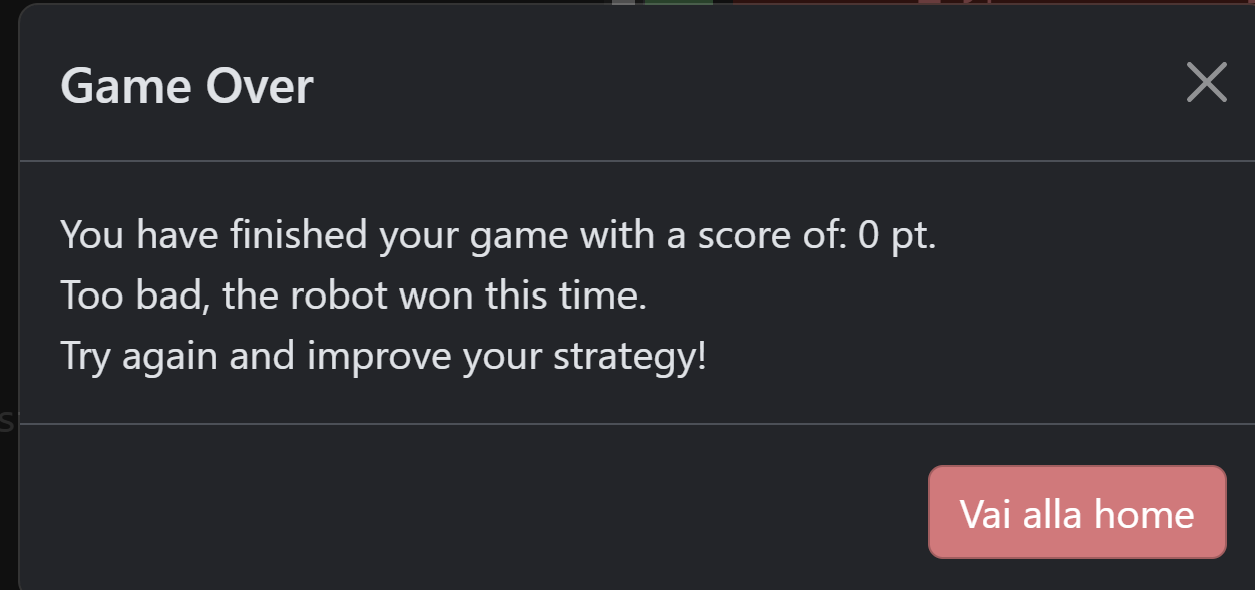 Game Over
You have finished your game with a score of: 0 pt.
Too bad, the robot won this time.
Try again and improve your strategy!
Vai alla home